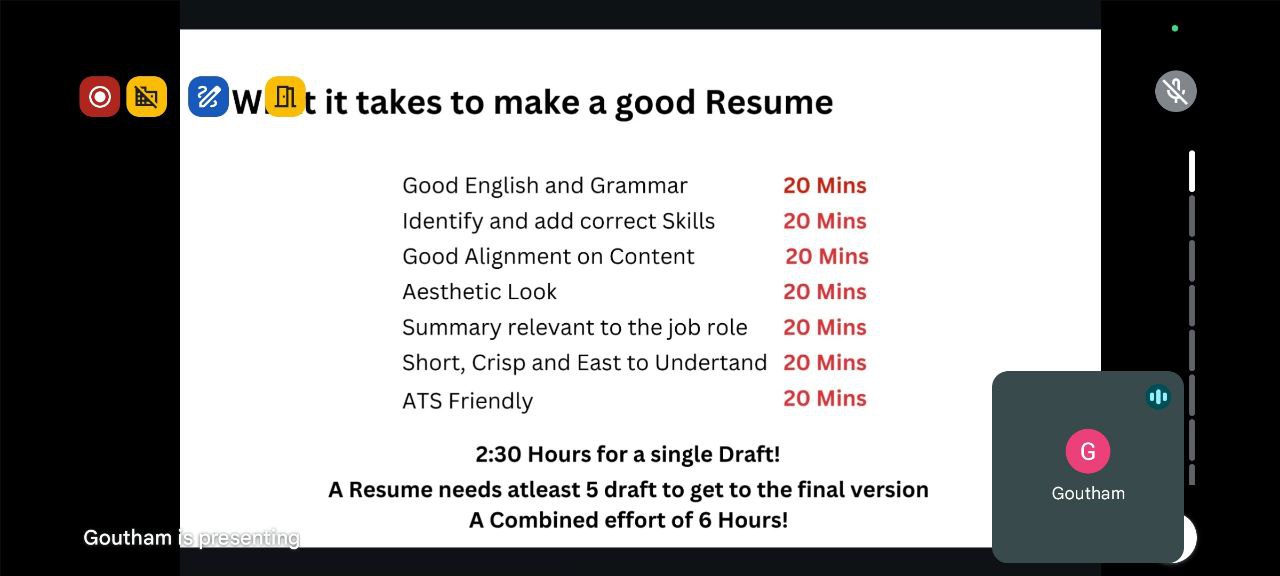 What it takes to make a good Resume
Good English and Grammar 20 Mins
Identify and add correct Skills 20 Mins
Good Alignment on Content 20 Mins
Aesthetic Look 20 Mins
Summary relevant to the job role 20 Mins
Short, Crisp and East to Undertand 20 Mins
ATS Friendly 20 Mins
2:30 Hours for a single Draft!
A Resume needs atleast 5 draft to get to the final version
A Combined effort of 6 Hours!
G
Goutham
Goutham is presenting